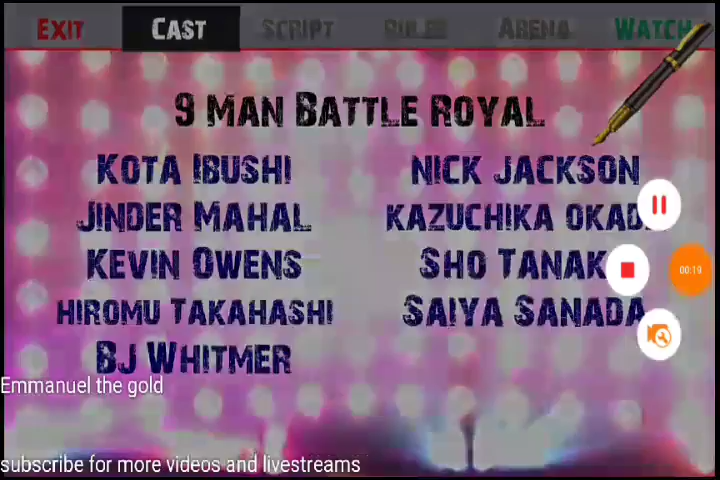 EXIT CAST SCRIPT RULES ARENA WATCH
9 MAN BATTLE ROYAL
KOTA IBUSHI
JINDER MAHAL
KEVIN OWENS
HIROMU TAKAHASHI
BJ WHITMER
NICK JACKSON
KAZUCHIKA OKAD
SHO TANAK
SAIYA SANADA
00:19
Emmanuel the gold
subscribe for more videos and livestreams